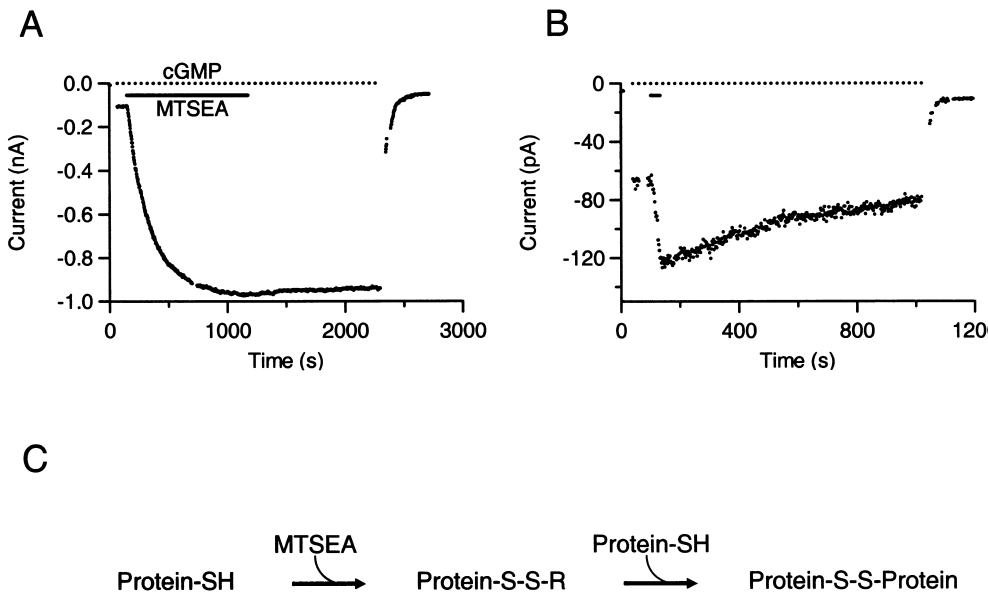 A
B
cGMP
MTSEA
0.0
-0.2
-0.4
-0.6
-0.8
-1.0
Current (nA)
0
1000
2000
3000
Time (s)
0
-40
-80
-120
Current (pA)
0
400
800
120
Time (s)
C
MTSEA
Protein-SH
Protein-SH
Protein-S-S-R
Protein-S-S-Protein